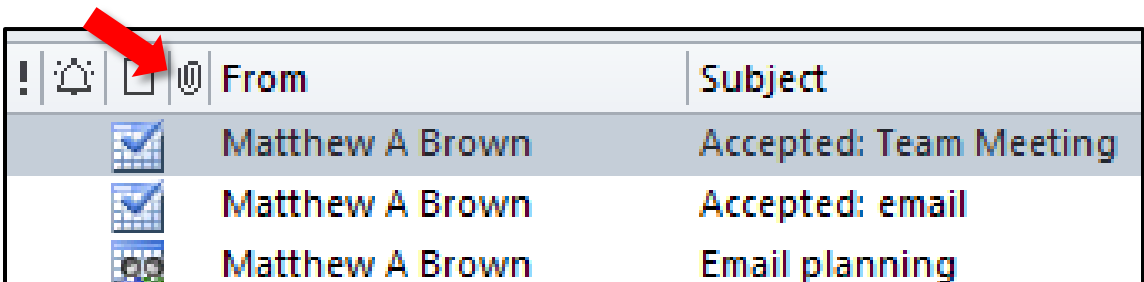 ! From Subject
Matthew A Brown Accepted: Team Meeting
Matthew A Brown Accepted: email
Matthew A Brown Email planning